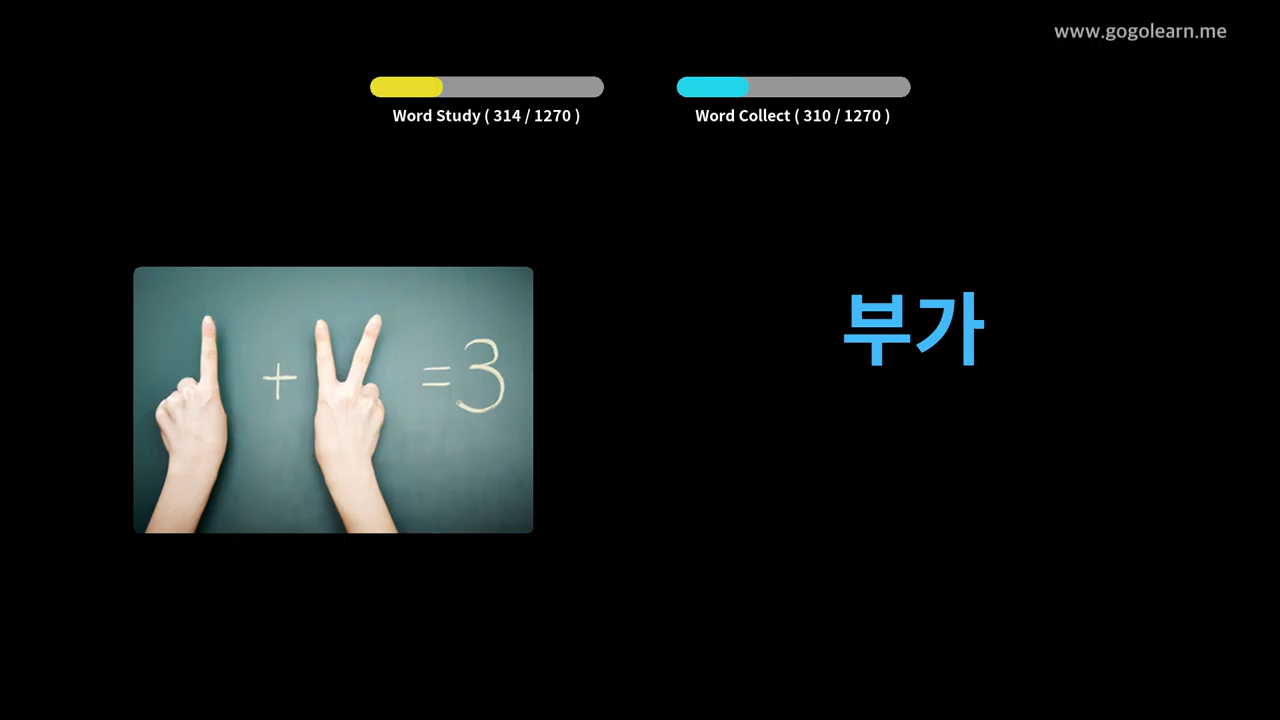 www.gogolearn.me
Word Study ( 314 / 1270 )
Word Collect ( 310 / 1270 )
+ = 3
부가